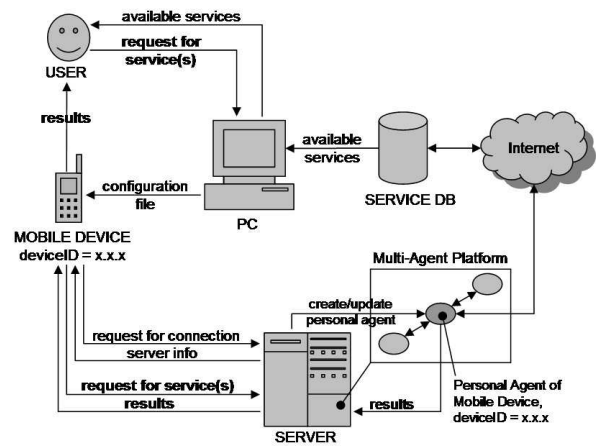 available services
request for
service(s)
USER
results
available
services
Internet
configuration
file
PC
SERVICE DB
MOBILE DEVICE
deviceID = x.x.x
Multi-Agent Platform
create/update
personal agent
request for connection
server info
request for service(s)
results
results
Personal Agent of
Mobile Device,
deviceID = x.x.x
SERVER